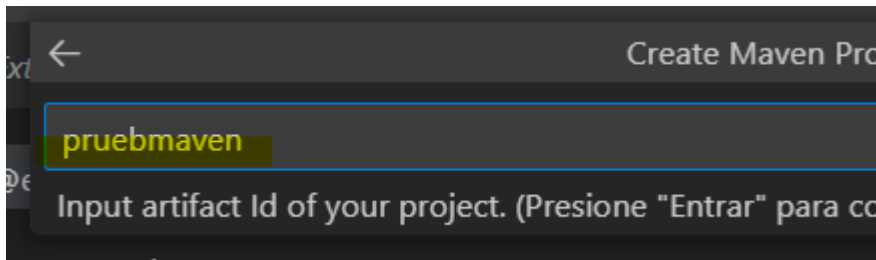 Create Maven Pro
pruebmaven
Input artifact Id of your project. (Presione "Entrar" para co